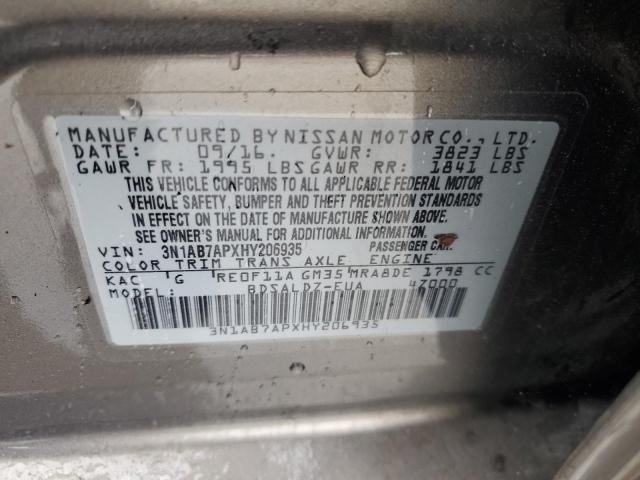 MANUFACTURED BY NISSAN MOTOR CO., LTD.
DATE: 09/16. GVWR: 3823 LBS
GAWR FR: 1995 LBS GAWR RR: 1841 LBS
THIS VEHICLE CONFORMS TO ALL APPLICABLE FEDERAL MOTOR
VEHICLE SAFETY, BUMPER AND THEFT PREVENTION STANDARDS
IN EFFECT ON THE DATE OF MANUFACTURE SHOWN ABOVE.
SEE OWNER'S MANUAL FOR ADDITIONAL INFORMATION.
VIN: 3N1AB7APXHY206935 PASSENGER CAR.
COLOR TRIM TRANS AXLE ENGINE
KAC G RE0F11A GM35 MRA8DE 1798 CC
MODEL: BDSALDZ-EUA 47000
3N1AB7APXHY206935